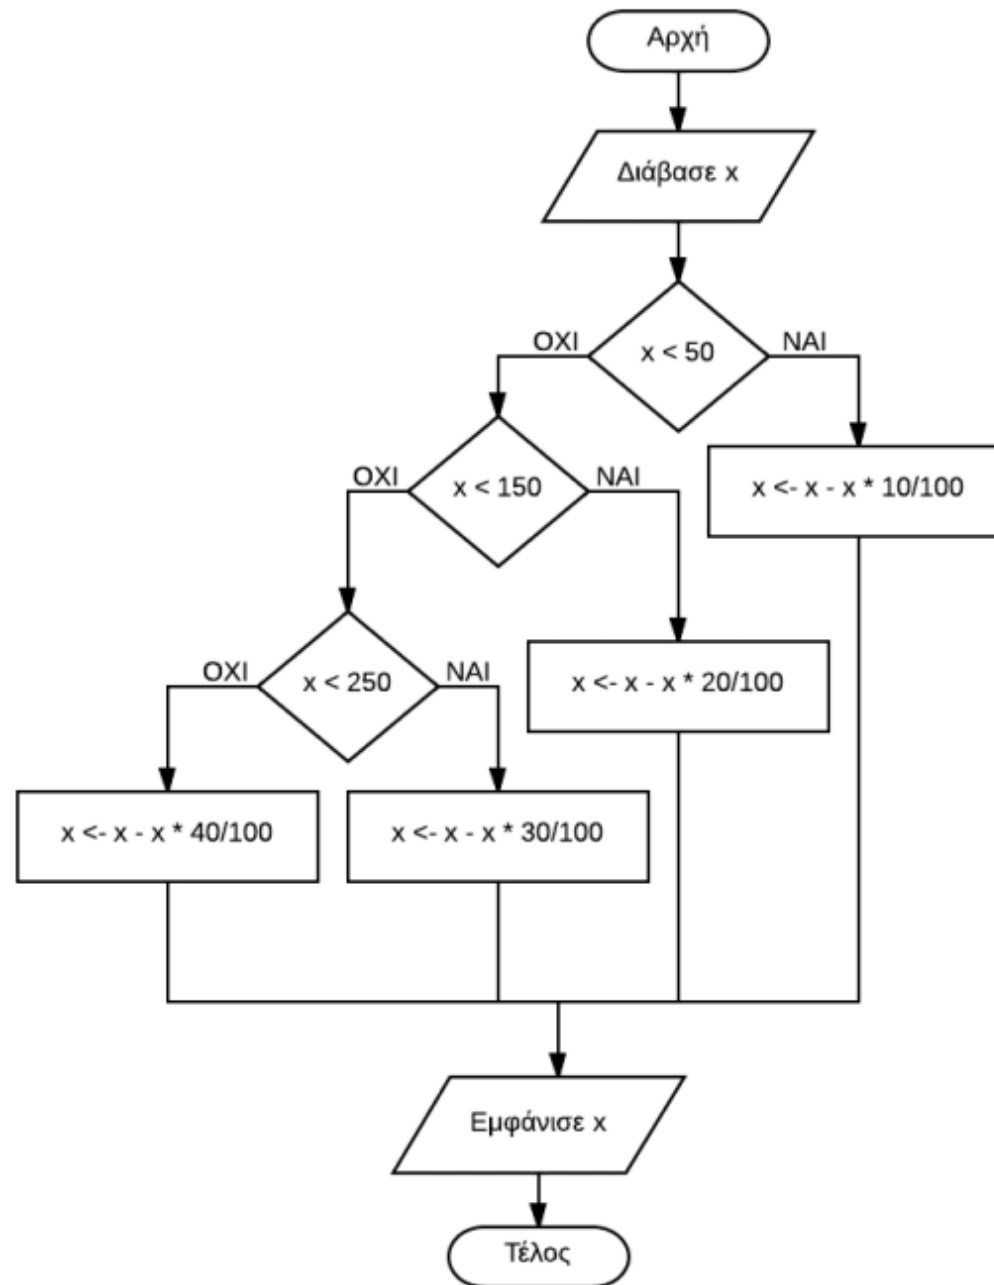 Αρχή
Διάβασε x
ΟΧΙ
x < 50
ΝΑΙ
ΟΧΙ
x < 150
ΝΑΙ
x <- x - x * 10/100
ΟΧΙ
x < 250
ΝΑΙ
x <- x - x * 20/100
x <- x - x * 40/100
x <- x - x * 30/100
Εμφάνισε x
Τέλος